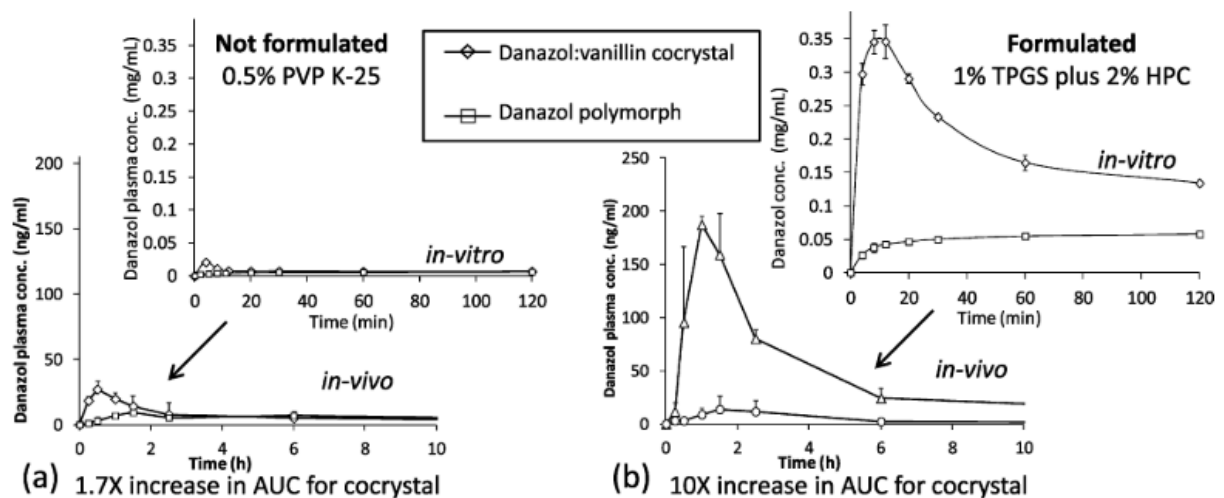 Not formulated
0.5% PVP K-25
Danazol:vanillin cocrystal
Danazol polymorph
Formulated
1% TPGS plus 2% HPC
Danazol plasma conc. (mg/mL)
0.35
0.3
0.25
0.2
0.15
0.1
0.05
0
0 20 40 60 80 100 120
Time (min)
in-vitro
Danazol plasma conc. (ng/ml)
200
150
100
50
0
0 2 4 6 8 10
Time (h)
in-vivo
(a) 1.7X increase in AUC for cocrystal
Danazol conc. (mg/mL)
0.35
0.3
0.25
0.2
0.15
0.1
0.05
0
0 20 40 60 80 100 120
Time (min)
in-vitro
Danazol plasma conc. (ng/ml)
250
200
150
100
50
0
0 2 4 6 8 10
Time (h)
in-vivo
(b) 10X increase in AUC for cocrystal